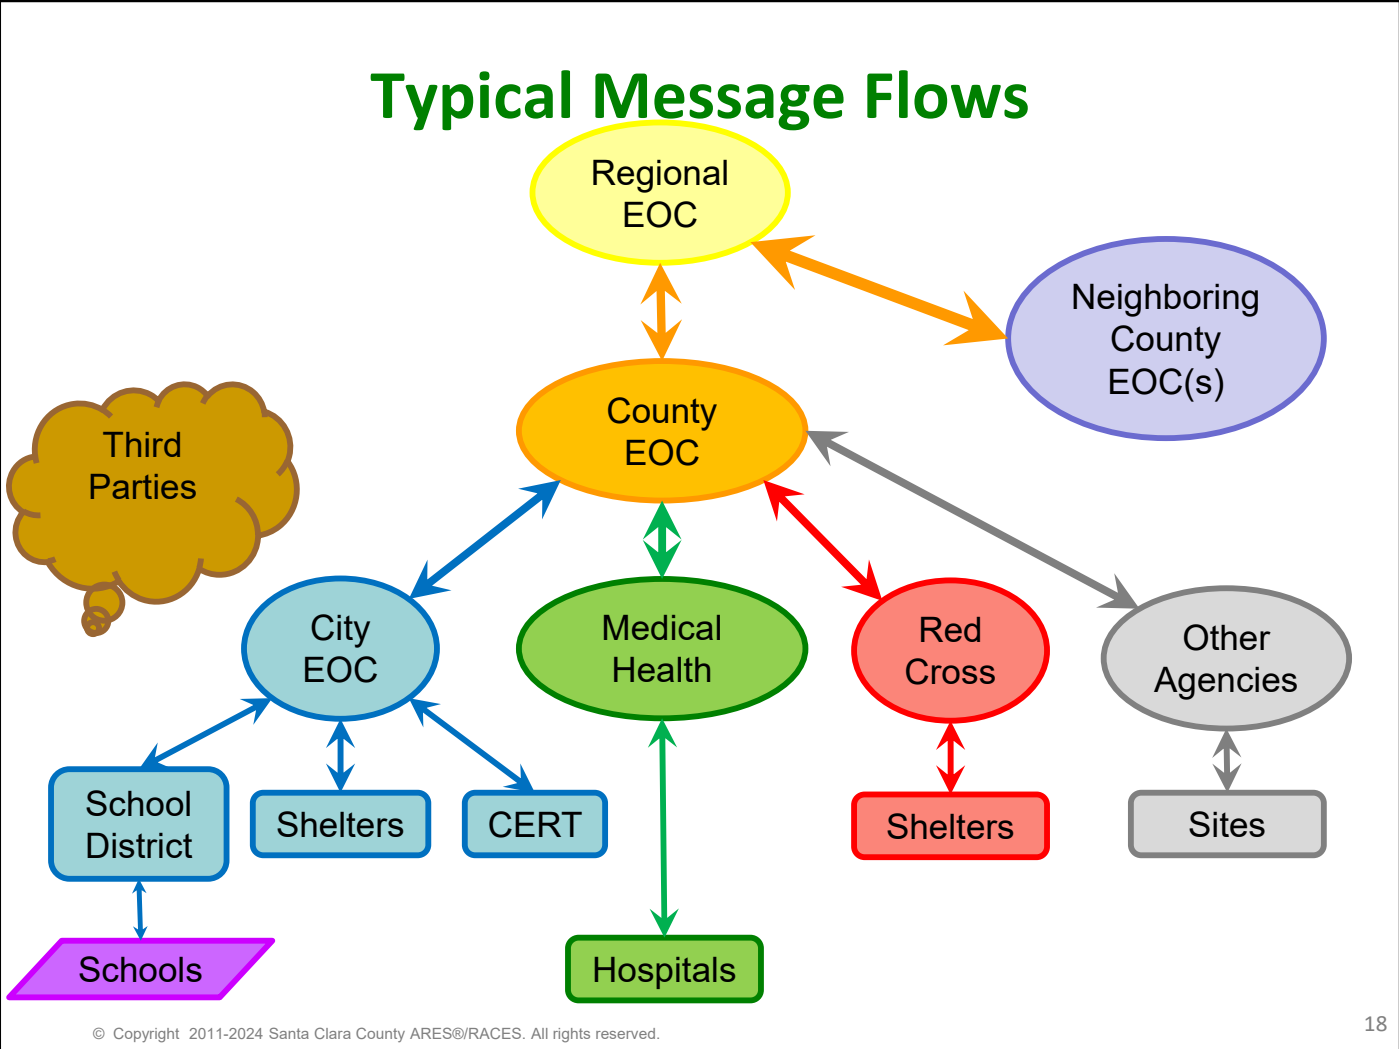 Typical Message Flows
Regional
EOC
Neighboring
County
EOC(s)
County
EOC
Third
Parties
City
EOC
Medical
Health
Red
Cross
Other
Agencies
School
District
Shelters
CERT
Shelters
Sites
Schools
Hospitals
© Copyright 2011-2024 Santa Clara County ARES®/RACES. All rights reserved.
18